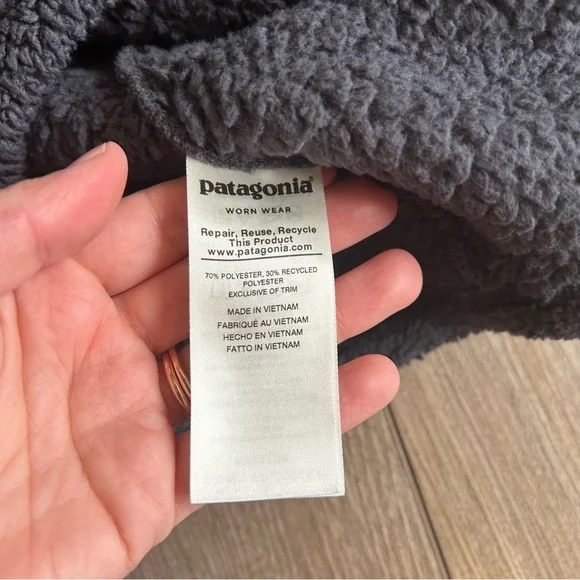 patagonia®
WORN WEAR
Repair, Reuse, Recycle
This Product
www.patagonia.com
70% POLYESTER, 30% RECYCLED
POLYESTER
EXCLUSIVE OF TRIM
MADE IN VIETNAM
FABRIQUÉ AU VIETNAM
HECHO EN VIETNAM
FATTO IN VIETNAM